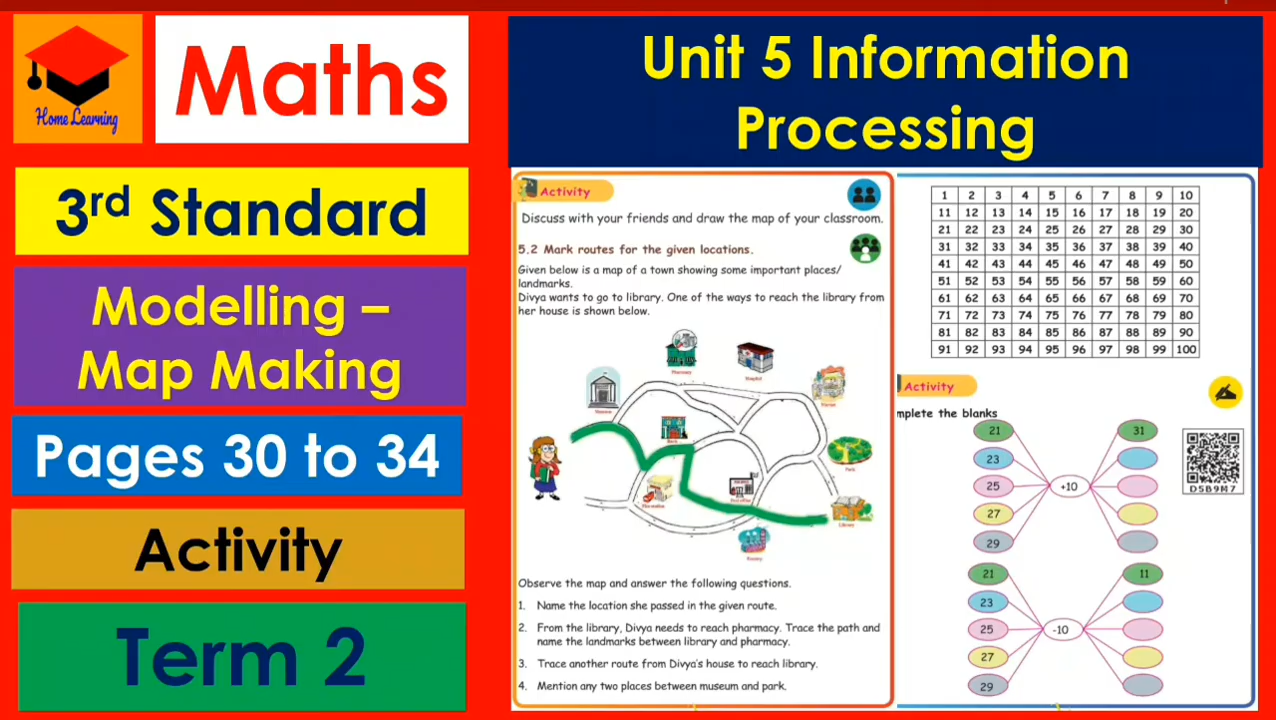 Home Learning
Maths
3rd Standard
Modelling –
Map Making
Pages 30 to 34
Activity
Term 2
Unit 5 Information
Processing
Activity
Discuss with your friends and draw the map of your classroom.
5.2 Mark routes for the given locations.
Given below is a map of a town showing some important places/
landmarks.
Divya wants to go to library. One of the ways to reach the library from
her house is shown below.
Pharmacy
Hospital
Museum
Market
Bank
Park
Fire station
Post office
Library
Observe the map and answer the following questions.
1. Name the location she passed in the given route.
2. From the library, Divya needs to reach pharmacy. Trace the path and
name the landmarks between library and pharmacy.
3. Trace another route from Divya's house to reach library.
4. Mention any two places between museum and park.
1 2 3 4 5 6 7 8 9 10
11 12 13 14 15 16 17 18 19 20
21 22 23 24 25 26 27 28 29 30
31 32 33 34 35 36 37 38 39 40
41 42 43 44 45 46 47 48 49 50
51 52 53 54 55 56 57 58 59 60
61 62 63 64 65 66 67 68 69 70
71 72 73 74 75 76 77 78 79 80
81 82 83 84 85 86 87 88 89 90
91 92 93 94 95 96 97 98 99 100
Activity
mplete the blanks
21 31
23
25 +10
27
29
21 11
23
25 -10
27
29
D5B9M7